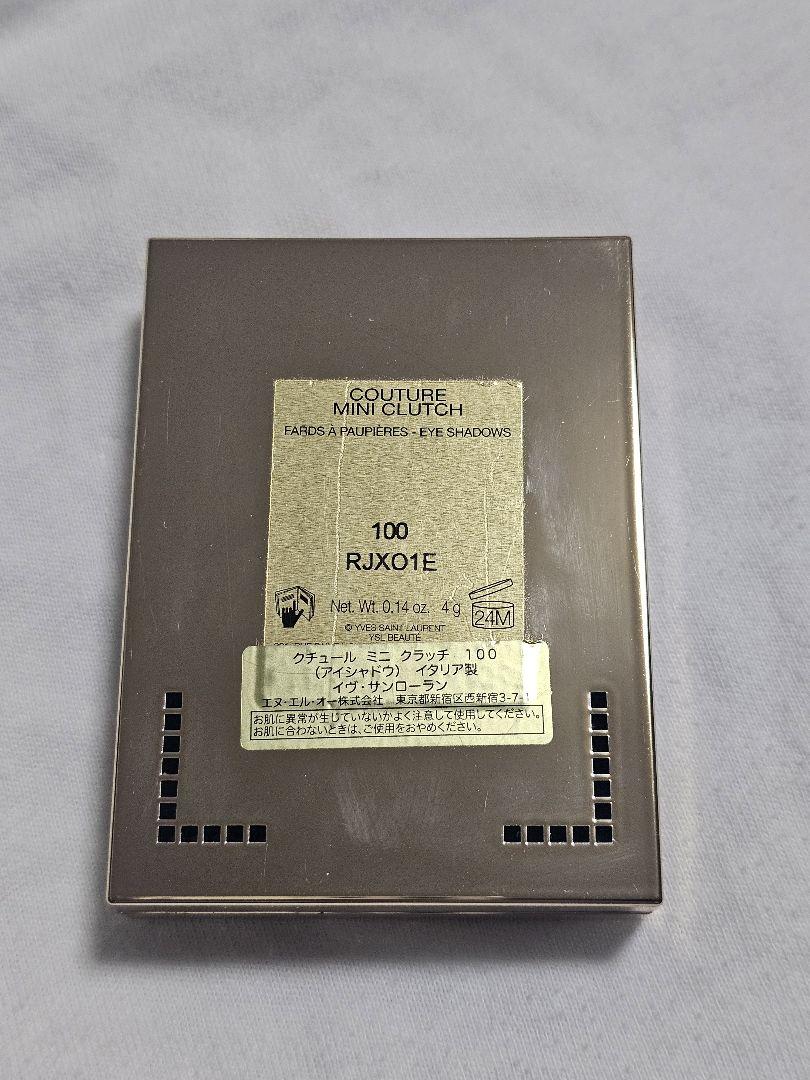 COUTURE
MINI CLUTCH
FARDS À PAUPIÈRES - EYE SHADOWS
100
RJXO1E
Net. Wt. 0.14 oz. 4 g
24M
© YVES SAINT LAURENT
YSL BEAUTÉ
クチュール ミニ クラッチ 100
(アイシャドウ) イタリア製
イヴ・サンローラン
エヌ・エル・オー株式会社 東京都新宿区西新宿3-7-1
お肌に異常が生じていないかよく注意して使用してください。
お肌に合わないときは、ご使用をおやめください。